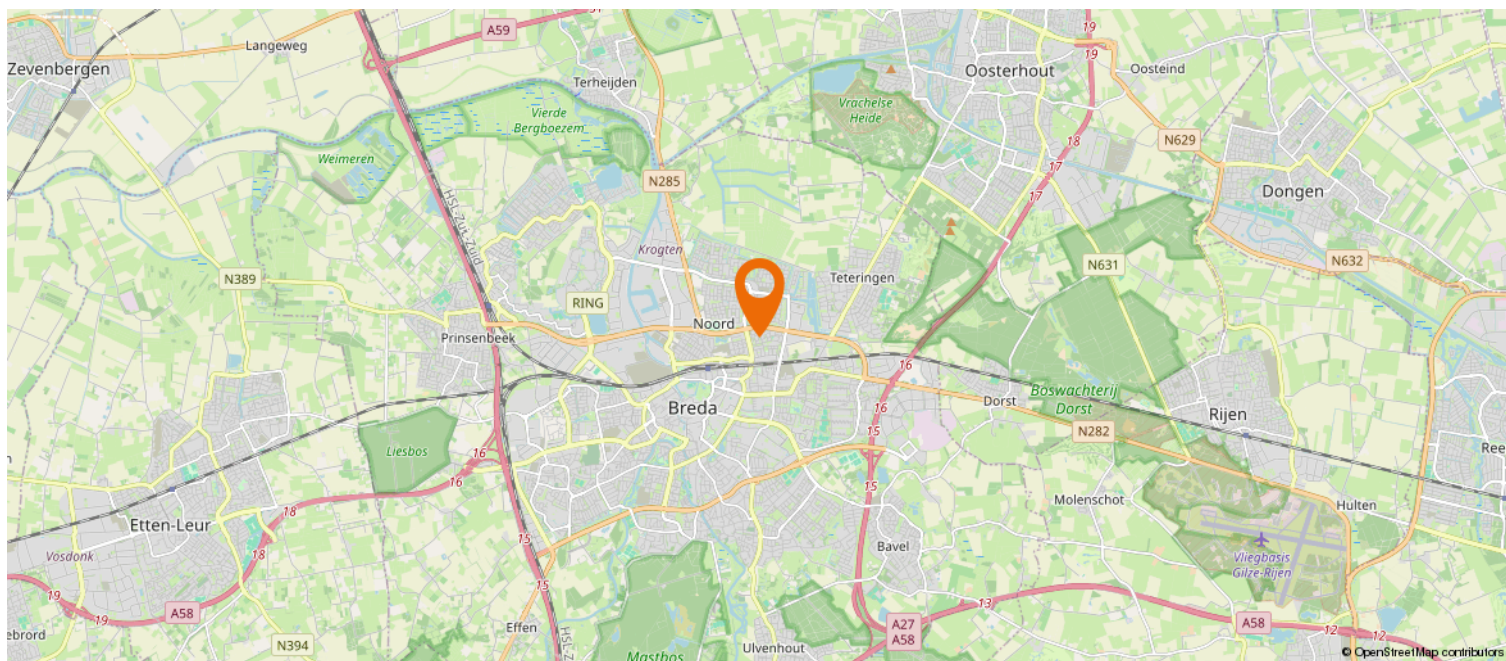 A59
19
Langeweg
Oosterhout
19
Oosteind
Zevenbergen
Terheijden
Vrachelse
Heide
Vierde
Bergboezem
18
N629
Weimeren
17
N285
17
Dongen
HSL-Zuid
Krogten
N631
N632
N389
Teteringen
RING
Noord
Prinsenbeek
16
Boswachterij
Dorst
Dorst
16
Breda
Rijen
N282
15
Liesbos
Ree
16
15
Molenschot
Hulten
18
Etten-Leur
Bavel
15
Vosdonk
18
Vliegbasis
Gilze-Rijen
15
19
13
A58
19
A27
A58
A58
12
12
Effen
ebrord
N394
Ulvenhout
Mastbos
© OpenStreetMap contributors